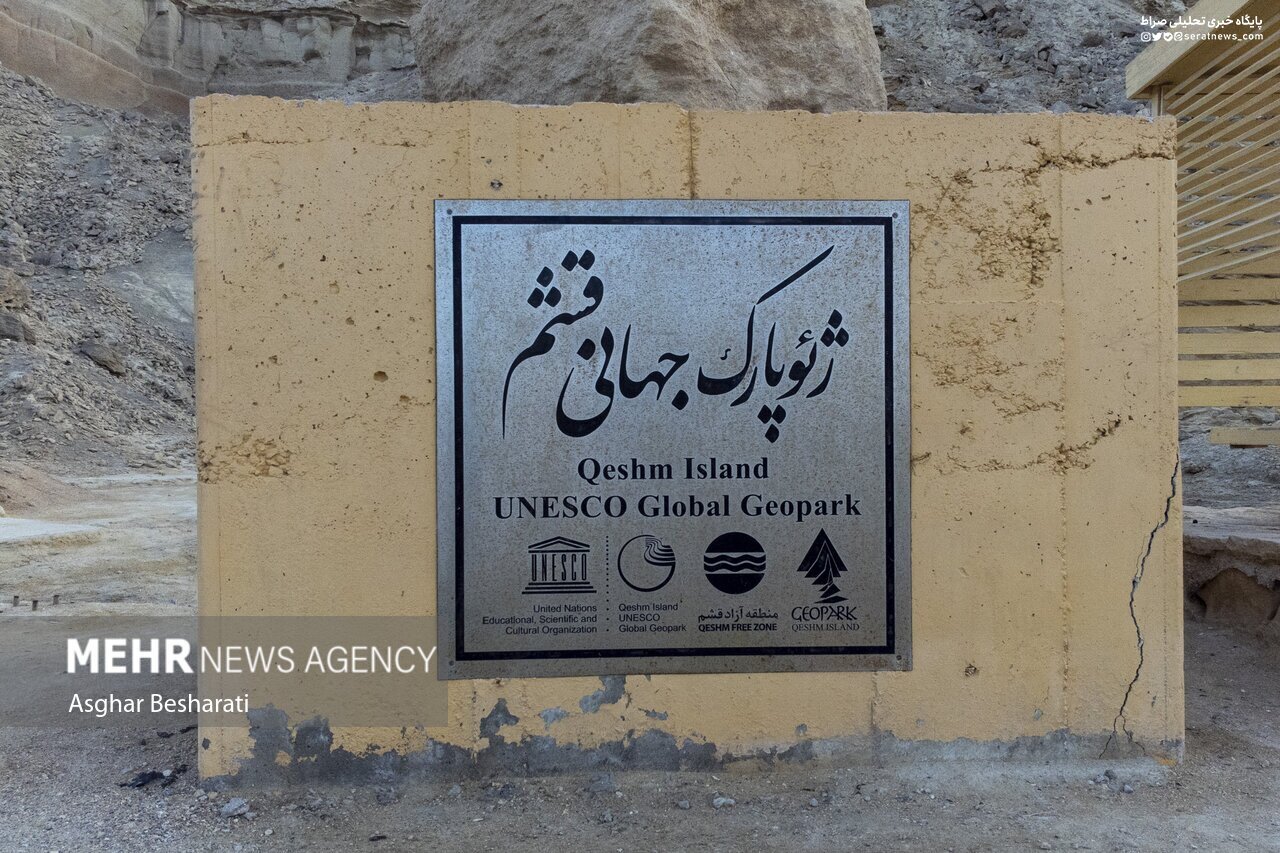 پایگاه خبری تحلیلی صراط
seratnews.com
ژئوپارک جهانی قشم
Qeshm Island
UNESCO Global Geopark
UNESCO
United Nations
Educational, Scientific and
Cultural Organization
Qeshm Island
UNESCO
Global Geopark
منطقه آزاد قشم
QESHM FREE ZONE
GEOPARK
QESHM ISLAND
MEHR NEWS AGENCY
Asghar Besharati